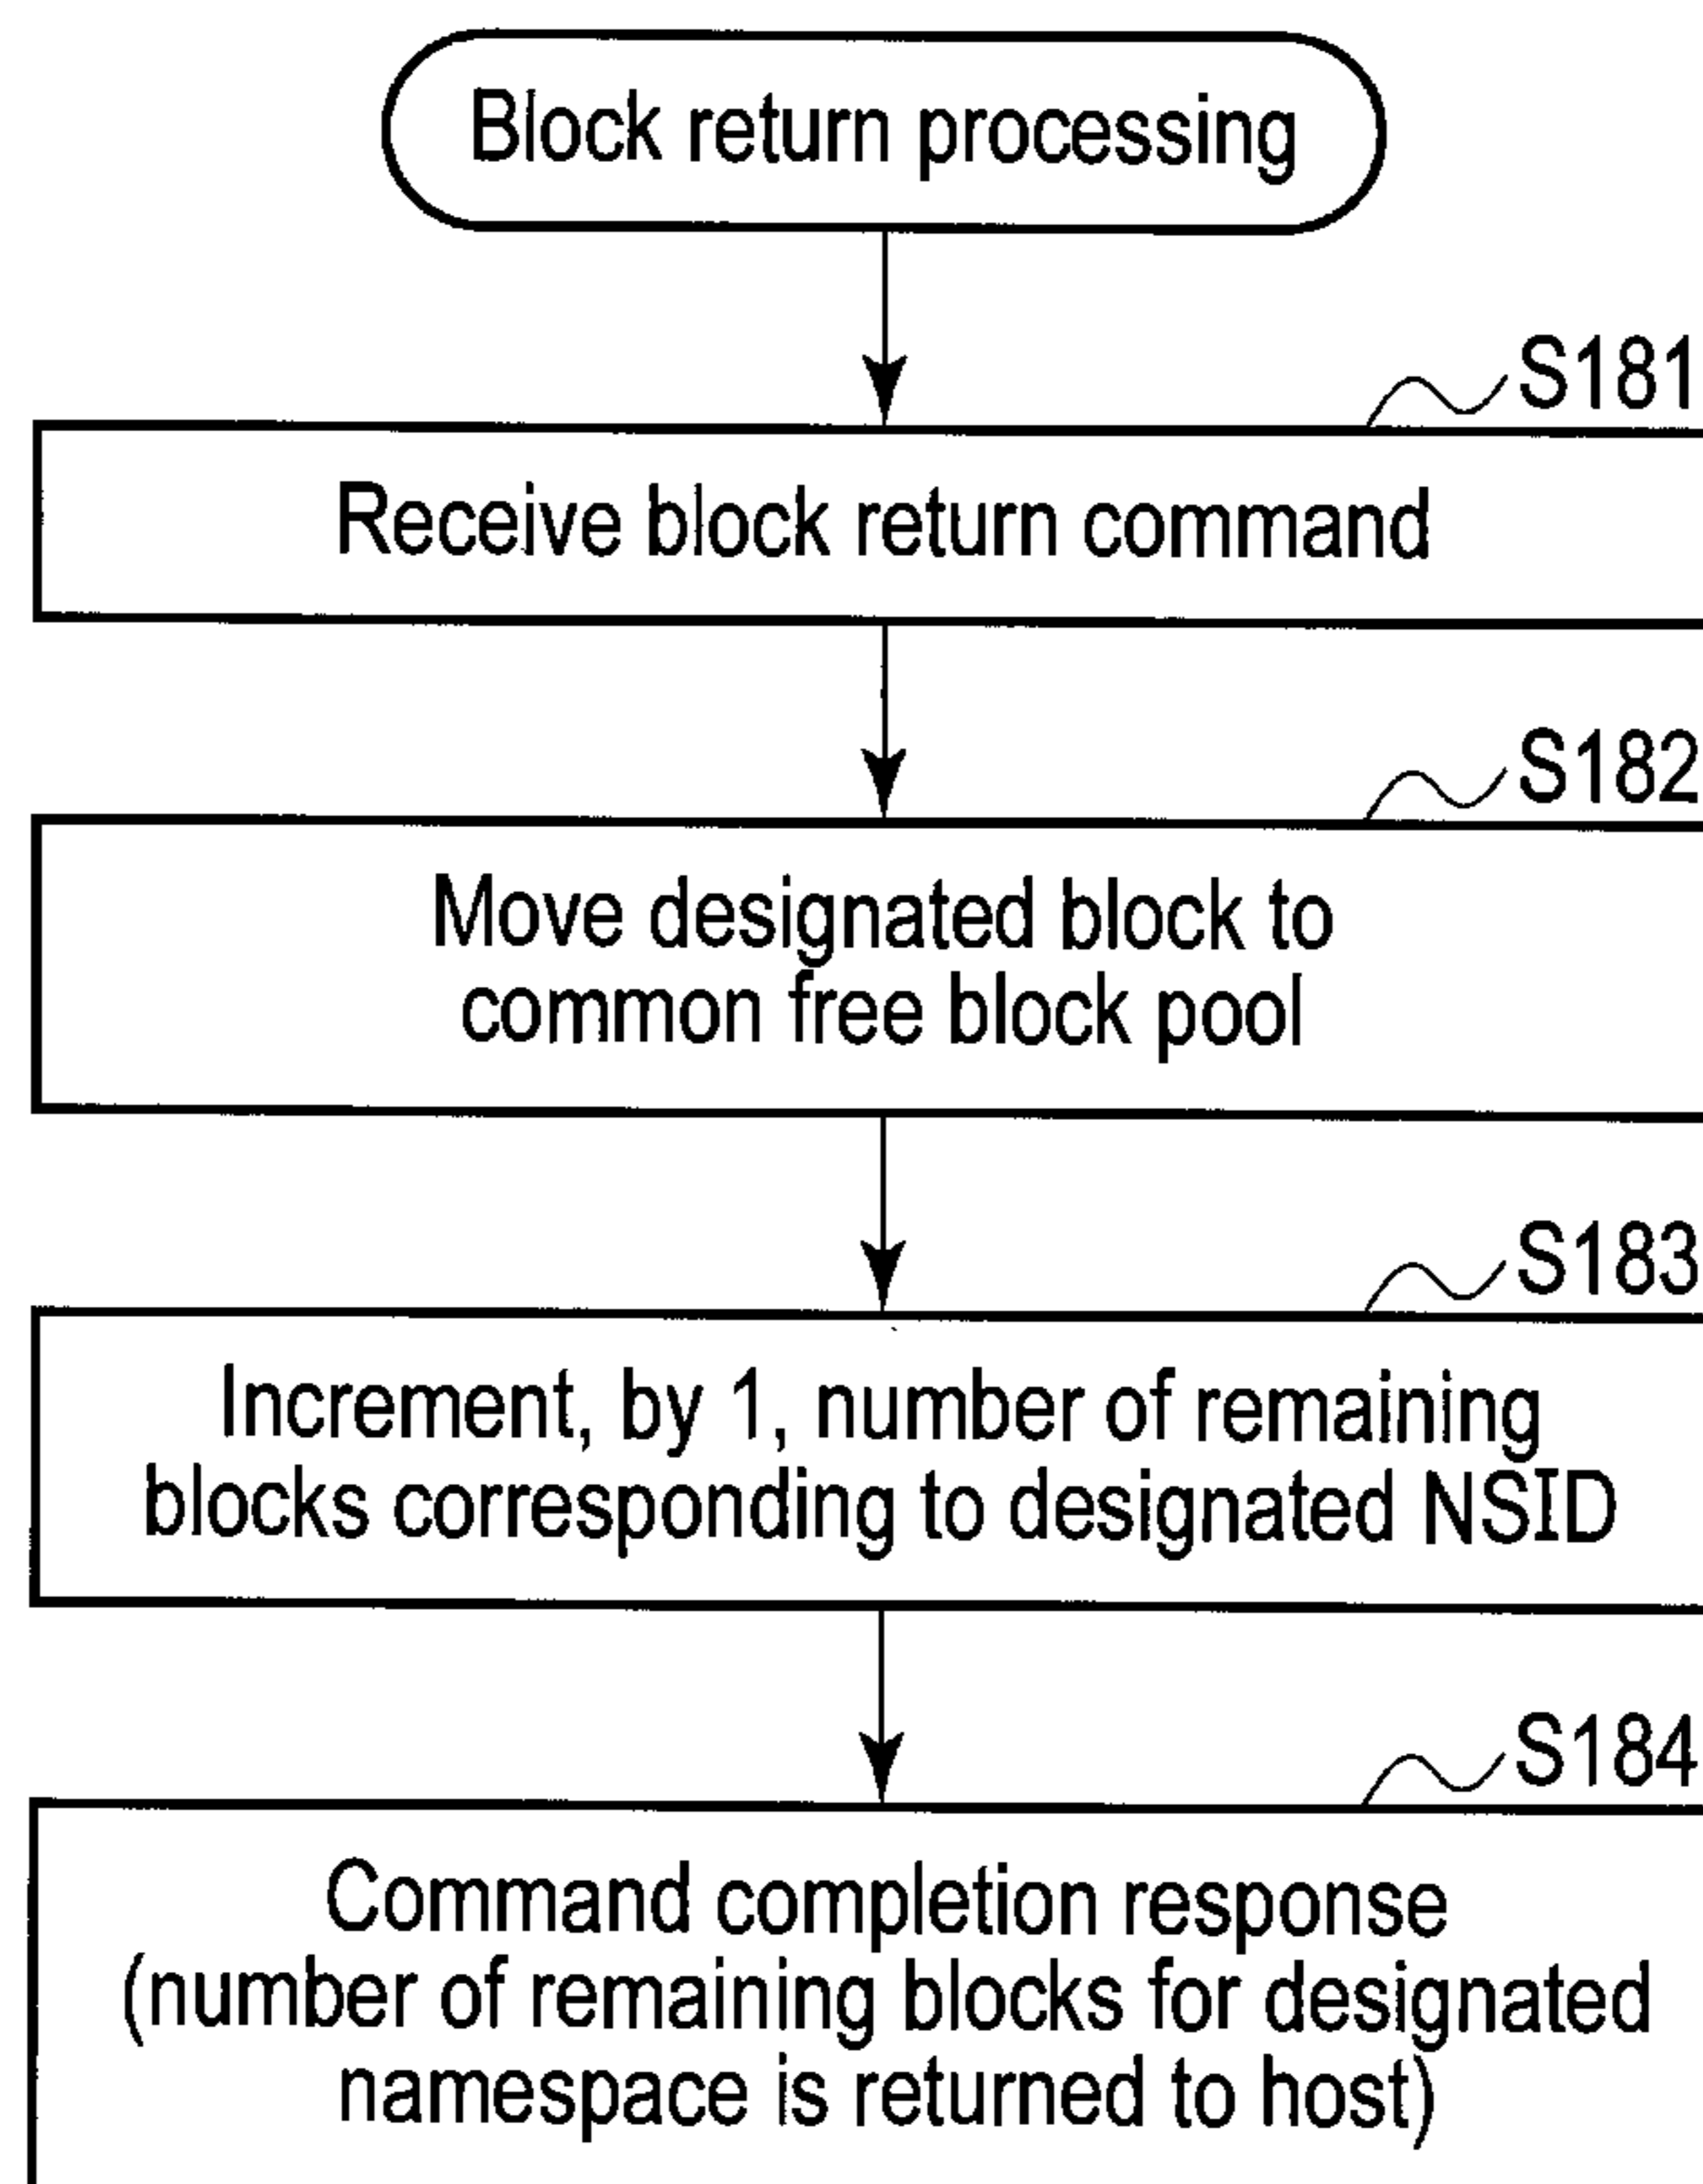 Block return processing
S181
Receive block return command
S182
Move designated block to
common free block pool
S183
Increment, by 1, number of remaining
blocks corresponding to designated NSID
S184
Command completion response
(number of remaining blocks for designated
namespace is returned to host)